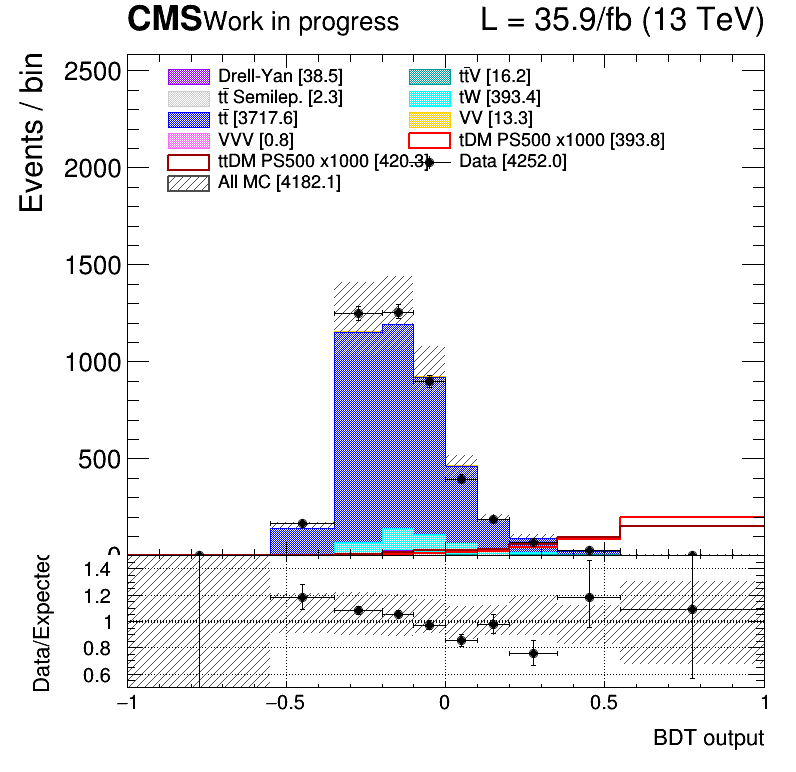 CMS Work in progress L = 35.9/fb (13 TeV)
Events / bin
2500
2000
1500
1000
500
0
Drell-Yan [38.5] tt̄V [16.2]
tt̄ Semilep. [2.3] tW [393.4]
tt̄ [3717.6] VV [13.3]
VVV [0.8] tDM PS500 x1000 [393.8]
ttDM PS500 x1000 [420.3] Data [4252.0]
All MC [4182.1]
Data/Expected
1.4
1.2
1
0.8
0.6
−1 −0.5 0 0.5 1
BDT output